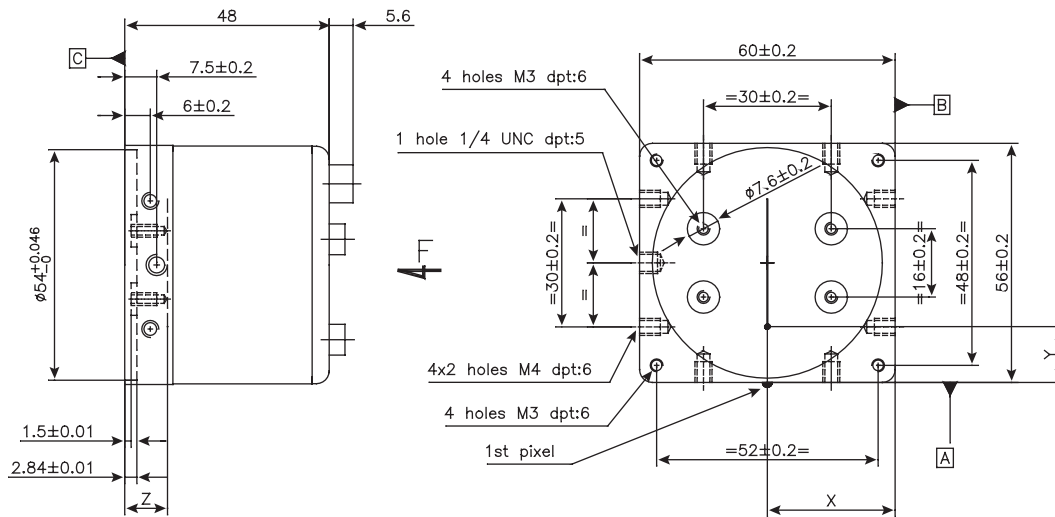 48
5.6
C
7.5±0.2
6±0.2
ø54 +0.046 -0
1.5±0.01
2.84±0.01
Z
60±0.2
B
4 holes M3 dpt:6
=30±0.2=
1 hole 1/4 UNC dpt:5
ø7.6±0.2
=30±0.2=
=
=
=16±0.2=
=48±0.2=
56±0.2
Y
4x2 holes M4 dpt:6
4 holes M3 dpt:6
1st pixel
=52±0.2=
A
X